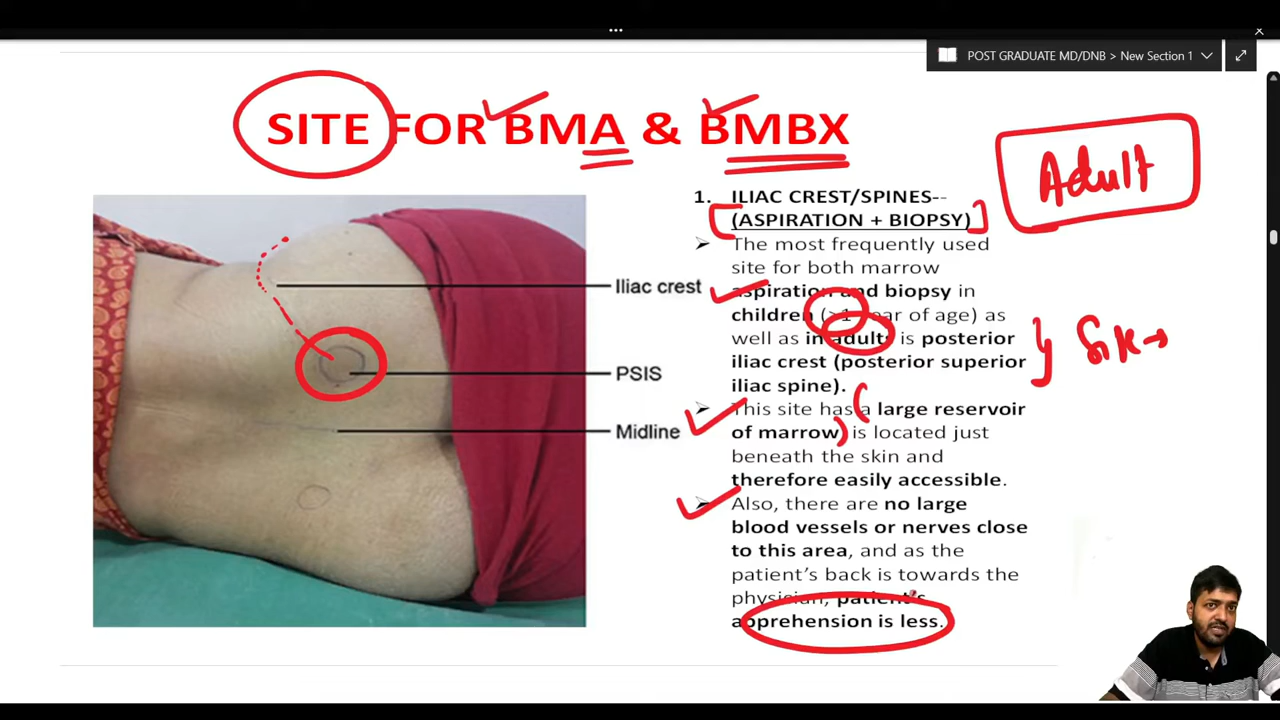 POST GRADUATE MD/DNB > New Section 1
SITE FOR BMA & BMBX
Adult
1. ILIAC CREST/SPINES--
(ASPIRATION + BIOPSY)
➢ The most frequently used
site for both marrow
aspiration and biopsy in
children (>1 year of age) as
well as in adults is posterior
iliac crest (posterior superior
iliac spine).
➢ This site has a large reservoir
of marrow, is located just
beneath the skin and
therefore easily accessible.
➢ Also, there are no large
blood vessels or nerves close
to this area, and as the
patient's back is towards the
physician, patient's
apprehension is less.
Iliac crest
PSIS
Midline